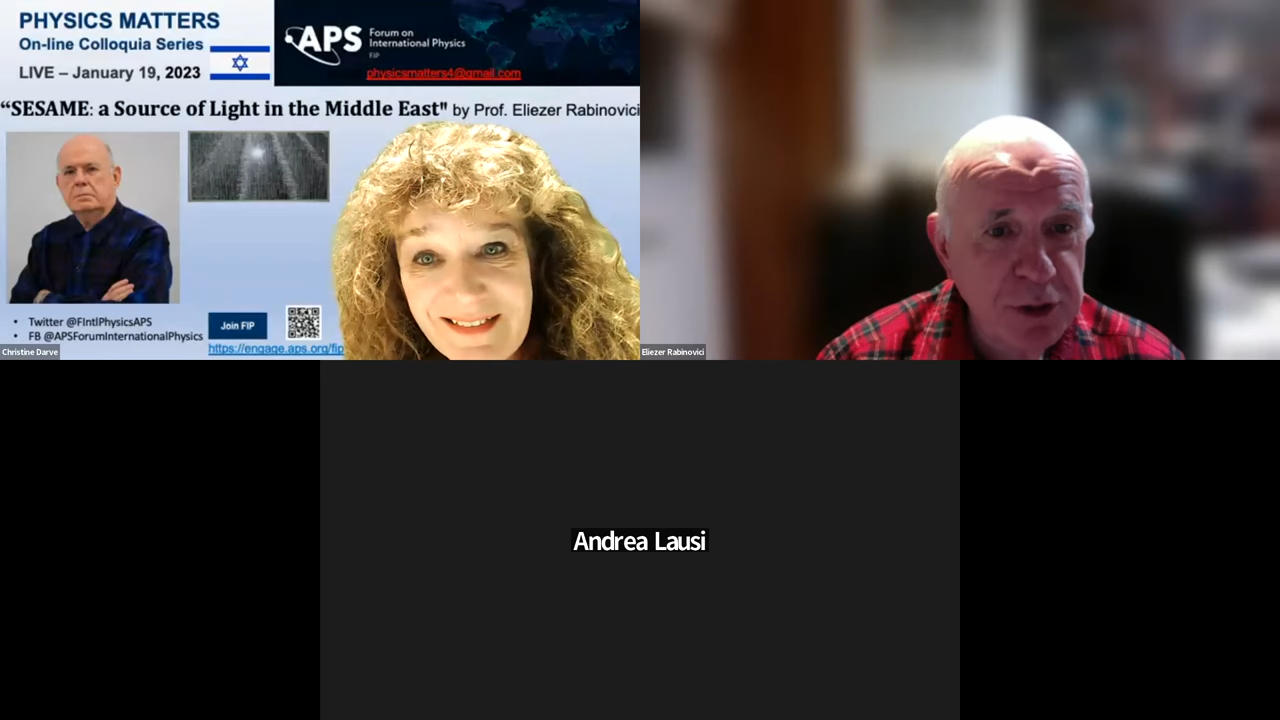 PHYSICS MATTERS
On-line Colloquia Series
LIVE – January 19, 2023
APS
Forum on
International Physics
FIP
physicsmatters4@gmail.com
“SESAME: a Source of Light in the Middle East" by Prof. Eliezer Rabinovici
• Twitter @FIntlPhysicsAPS
• FB @APSForumInternationalPhysics
Join FIP
https://engage.aps.org/fip
Christine Darve
Eliezer Rabinovici
Andrea Lausi